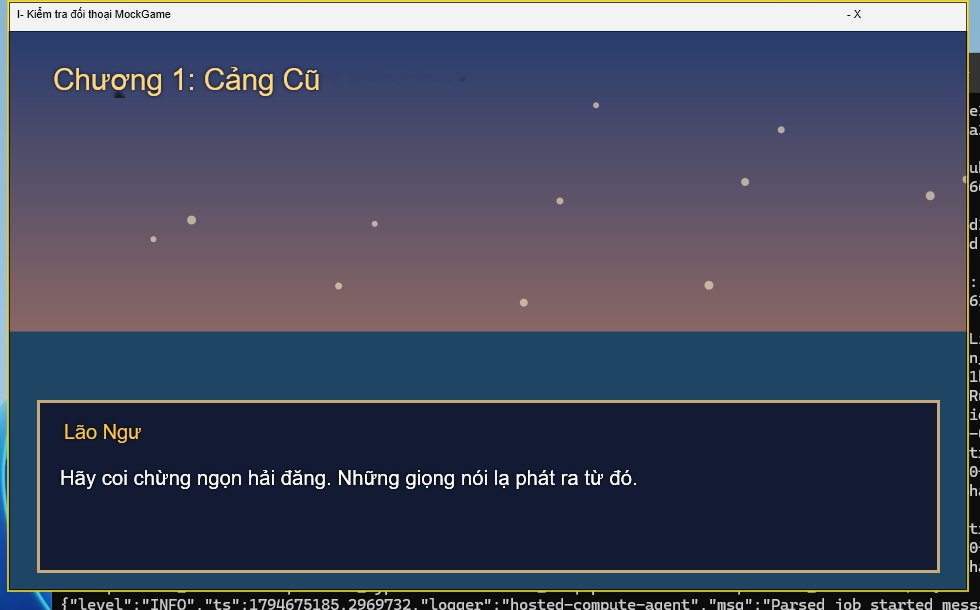 I- Kiểm tra đối thoại MockGame
- X
Chương 1: Cảng Cũ
Lão Ngư
Hãy coi chừng ngọn hải đăng. Những giọng nói lạ phát ra từ đó.
{"level":"INFO","ts":1794675185.2969732,"logger":"hosted-compute-agent","msg":"Parsed job started mes